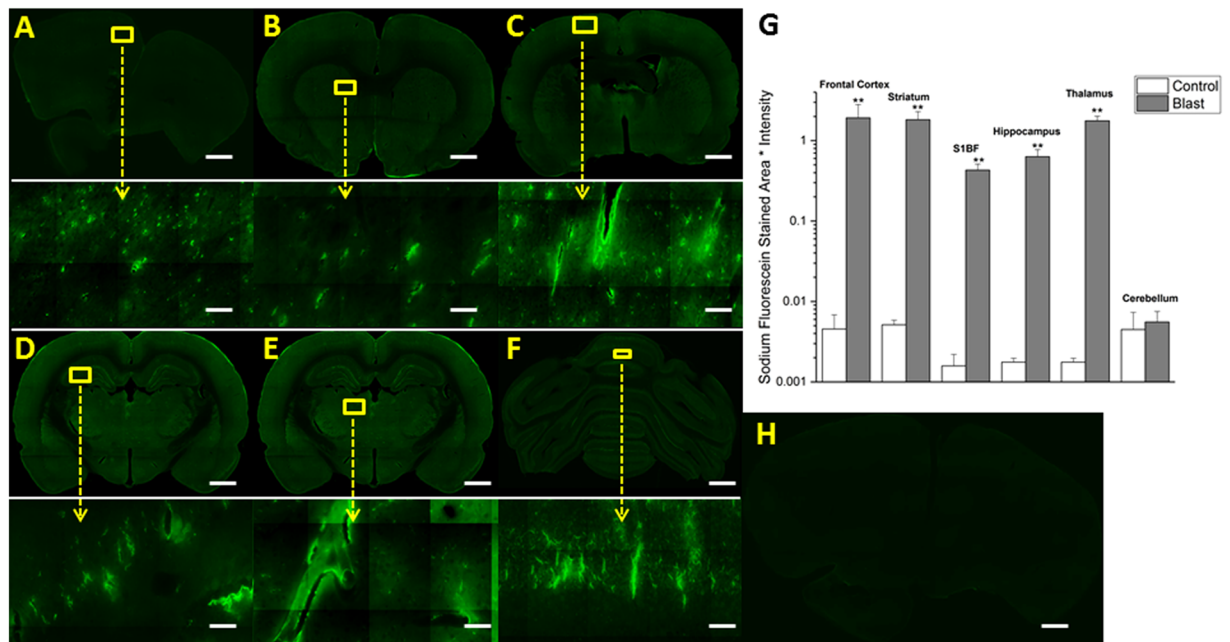 A
B
C
G
Frontal Cortex
Striatum
S1BF
Hippocampus
Thalamus
Cerebellum
Control
Blast
**
**
**
**
**
Sodium Fluorescein Stained Area * Intensity
1
0.1
0.01
0.001
D
E
F
H